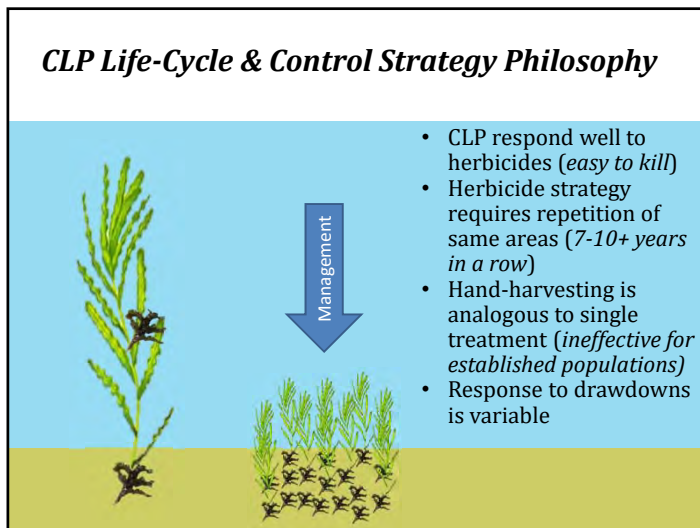 CLP Life-Cycle & Control Strategy Philosophy
Management
• CLP respond well to
herbicides (easy to kill)
• Herbicide strategy
requires repetition of
same areas (7-10+ years
in a row)
• Hand-harvesting is
analogous to single
treatment (ineffective for
established populations)
• Response to drawdowns
is variable